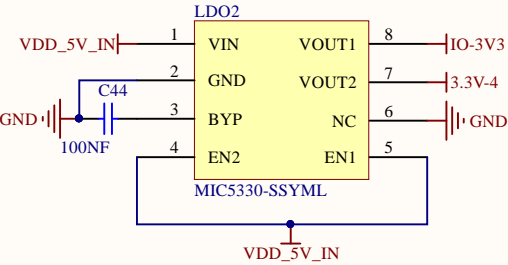 LDO2
VDD_5V_IN 1 VIN VOUT1 8 IO-3V3
2 GND VOUT2 7 3.3V-4
C44
GND 3 BYP NC 6 GND
100NF
4 EN2 EN1 5
MIC5330-SSYML
VDD_5V_IN